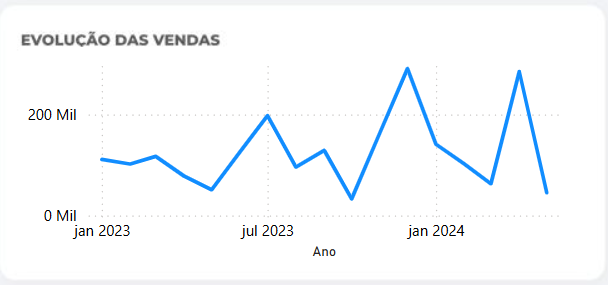 EVOLUÇÃO DAS VENDAS
200 Mil
0 Mil
jan 2023 jul 2023 jan 2024
Ano